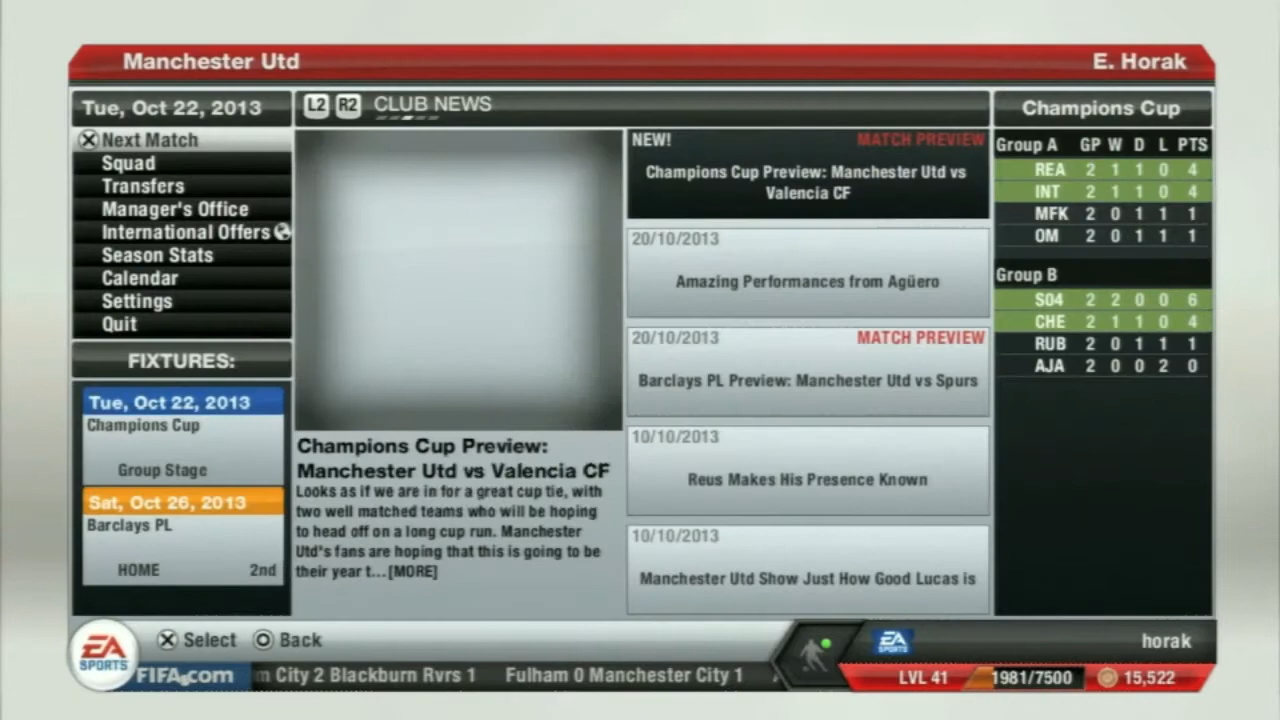 Manchester Utd
E. Horak
Tue, Oct 22, 2013
L2 R2 CLUB NEWS
Champions Cup
Next Match
Squad
Transfers
Manager's Office
International Offers
Season Stats
Calendar
Settings
Quit
FIXTURES:
Tue, Oct 22, 2013
Champions Cup
Group Stage
Sat, Oct 26, 2013
Barclays PL
HOME 2nd
Champions Cup Preview:
Manchester Utd vs Valencia CF
Looks as if we are in for a great cup tie, with
two well matched teams who will be hoping
to head off on a long cup run. Manchester
Utd's fans are hoping that this is going to be
their year t...[MORE]
NEW! MATCH PREVIEW
Champions Cup Preview: Manchester Utd vs
Valencia CF
20/10/2013
Amazing Performances from Agüero
20/10/2013 MATCH PREVIEW
Barclays PL Preview: Manchester Utd vs Spurs
10/10/2013
Reus Makes His Presence Known
10/10/2013
Manchester Utd Show Just How Good Lucas is
Group A GP W D L PTS
REA 2 1 1 0 4
INT 2 1 1 0 4
MFK 2 0 1 1 1
OM 2 0 1 1 1
Group B
S04 2 2 0 0 6
CHE 2 1 1 0 4
RUB 2 0 1 1 1
AJA 2 0 0 2 0
EA
SPORTS
Select Back
EA
SPORTS
horak
FIFA.com
m City 2 Blackburn Rvrs 1 Fulham 0 Manchester City 1
LVL 41 1981/7500 15,522